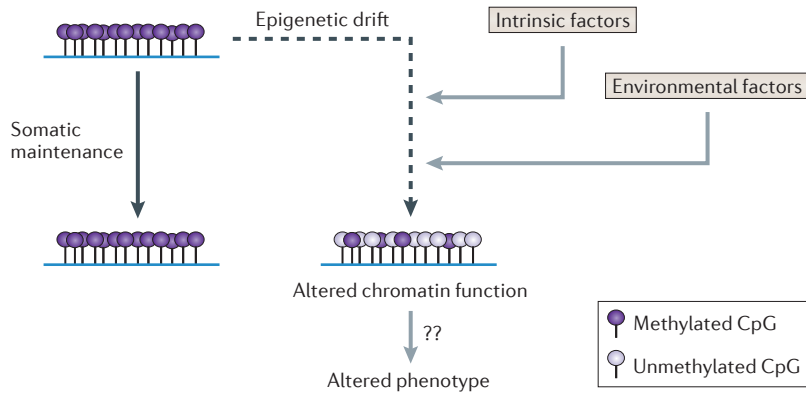 Epigenetic drift
Intrinsic factors
Environmental factors
Somatic
maintenance
Altered chromatin function
??
Altered phenotype
Methylated CpG
Unmethylated CpG